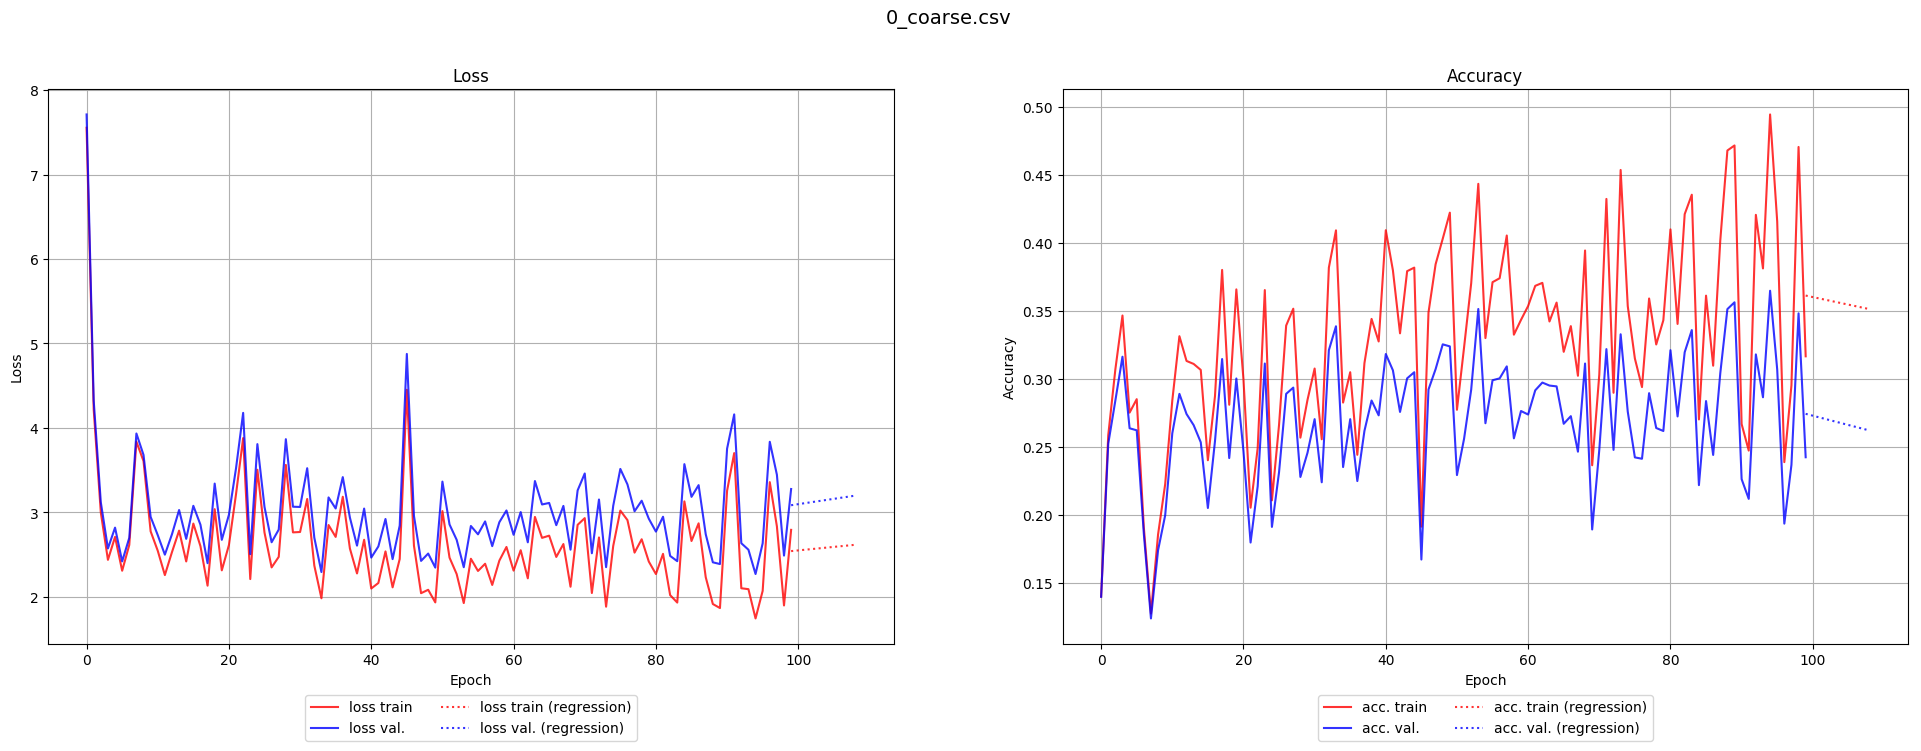 0_coarse.csv
Loss
8
7
6
5
4
3
2
Loss
0 20 40 60 80 100
Epoch
loss train loss train (regression)
loss val. loss val. (regression)
Accuracy
0.50
0.45
0.40
0.35
0.30
0.25
0.20
0.15
Accuracy
0 20 40 60 80 100
Epoch
acc. train acc. train (regression)
acc. val. acc. val. (regression)